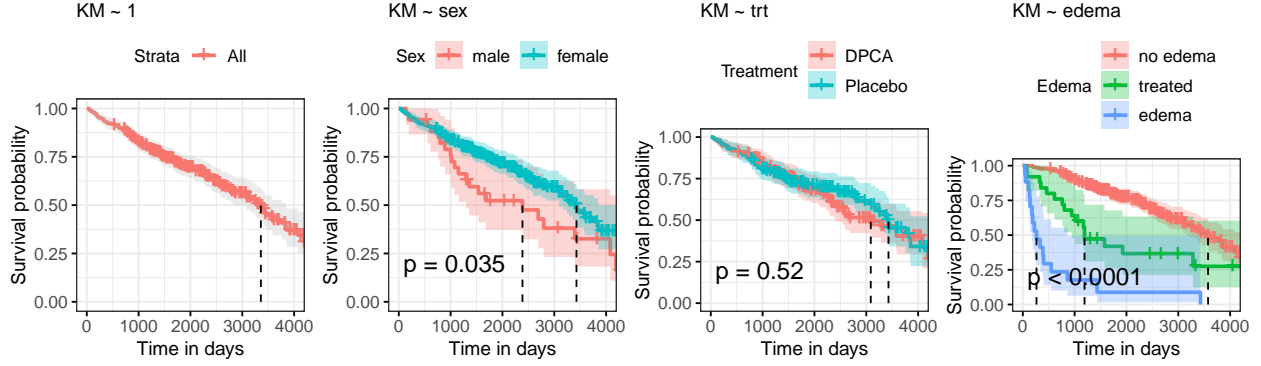 KM ~ 1
Strata All
Survival probability
1.00
0.75
0.50
0.25
0.00
0 1000 2000 3000 4000
Time in days
KM ~ sex
Sex male female
Survival probability
1.00
0.75
0.50
0.25
0.00
p = 0.035
0 1000 2000 3000 4000
Time in days
KM ~ trt
Treatment
DPCA
Placebo
Survival probability
1.00
0.75
0.50
0.25
0.00
p = 0.52
0 1000 2000 3000 4000
Time in days
KM ~ edema
Edema
no edema
treated
edema
Survival probability
1.00
0.75
0.50
0.25
0.00
p < 0.0001
0 1000 2000 3000 4000
Time in days